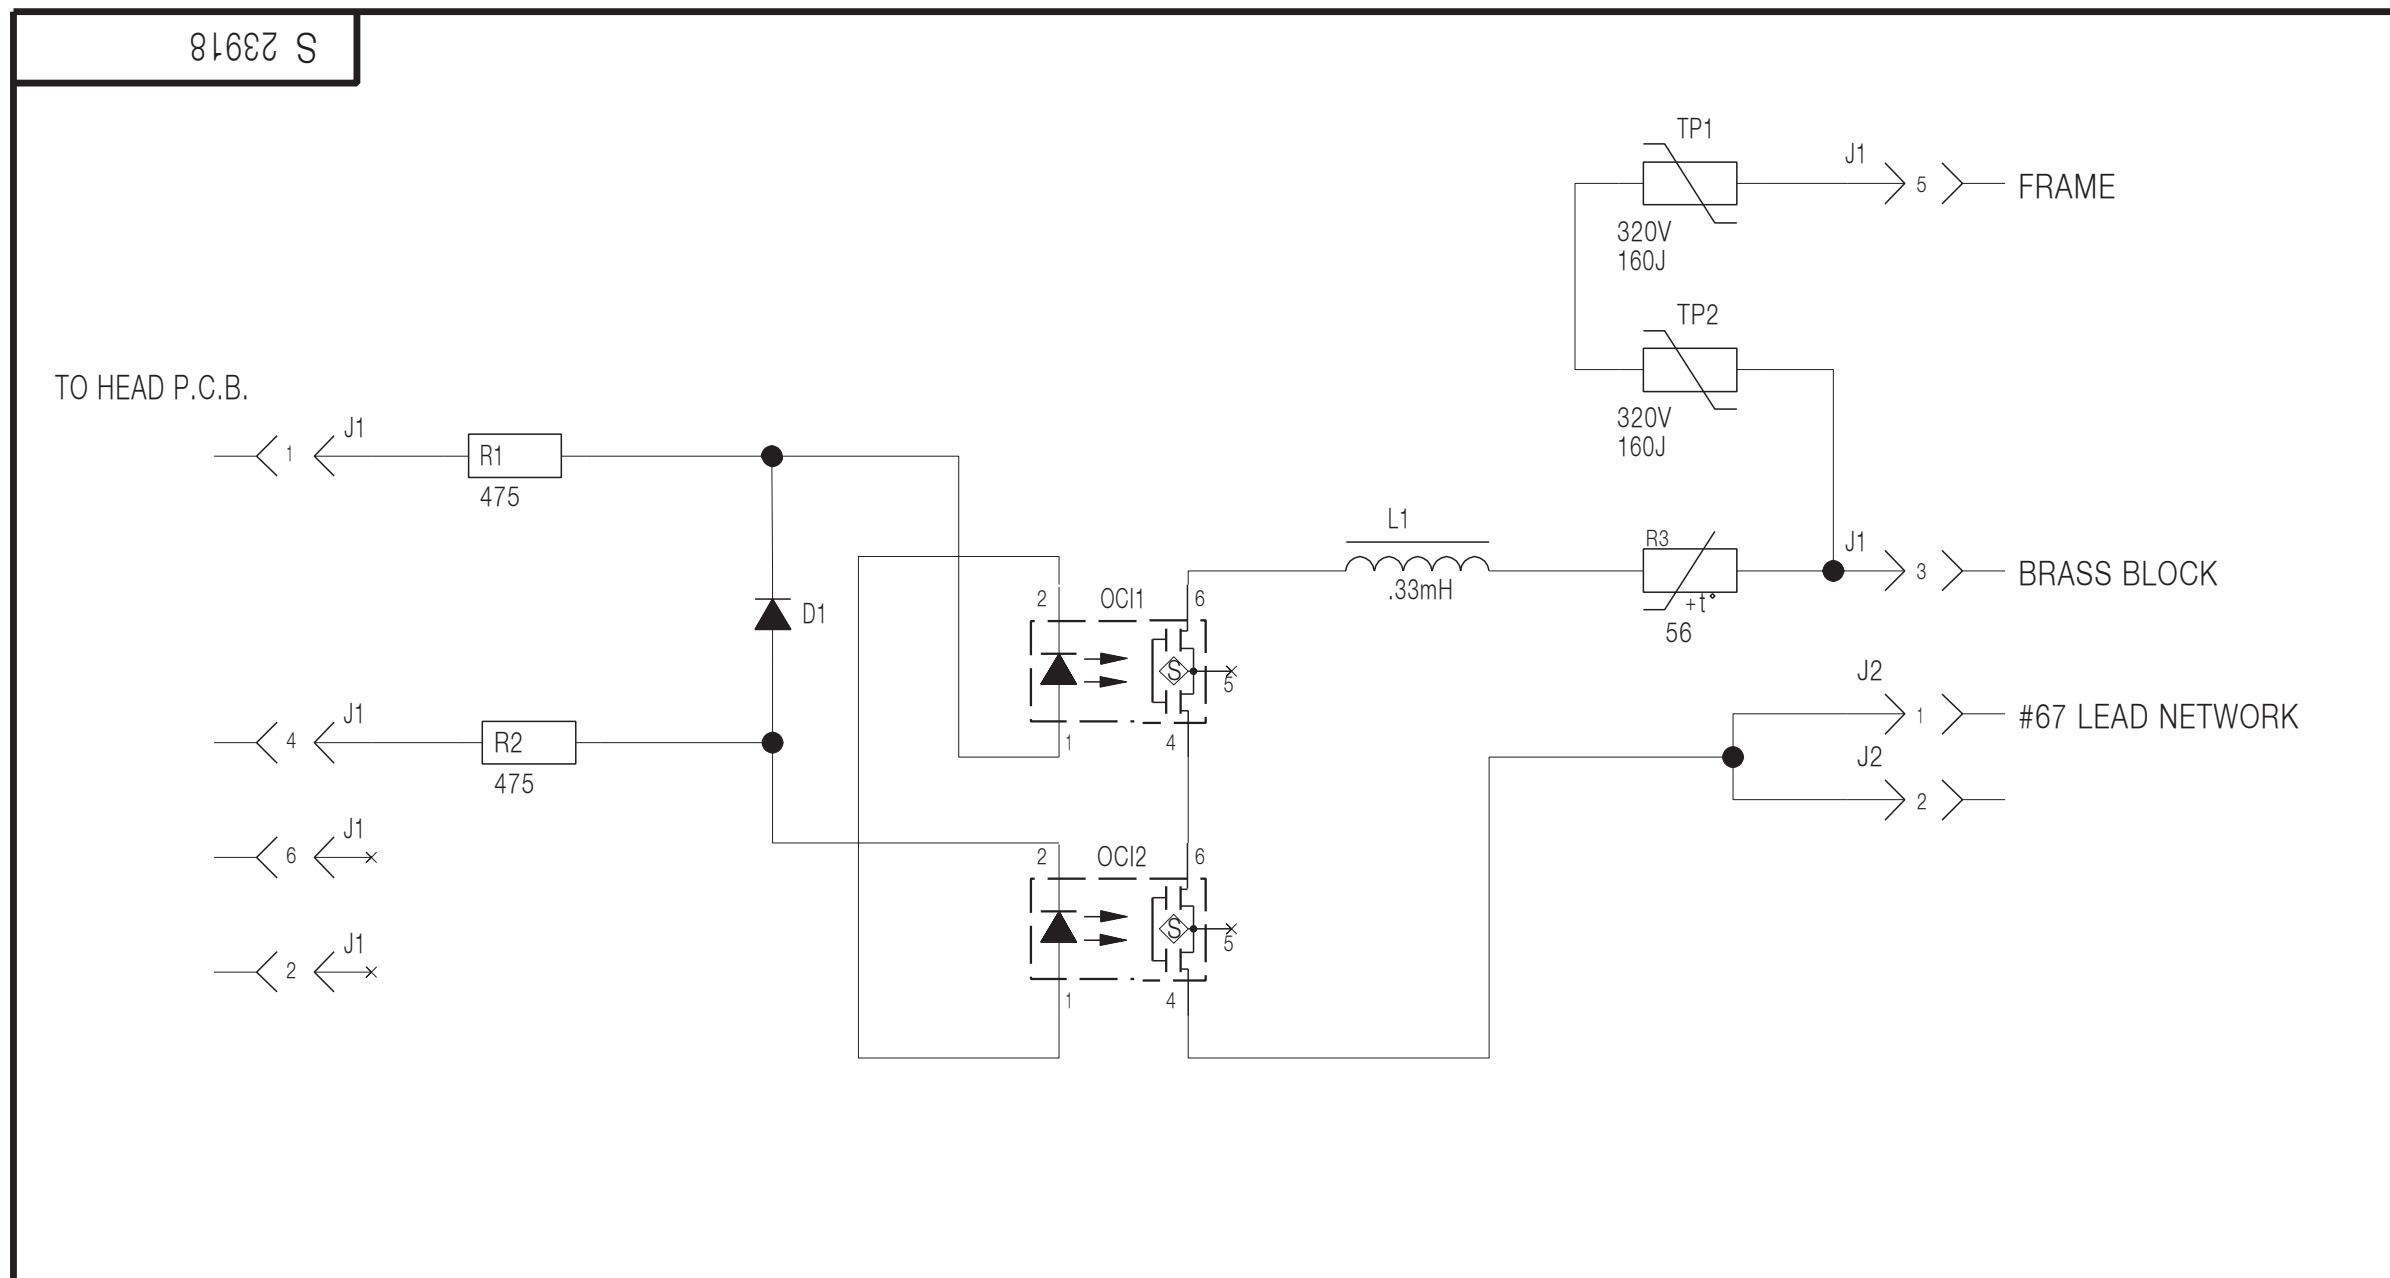 S 23918
TP1
J1
5
FRAME
320V
160J
TP2
TO HEAD P.C.B.
320V
160J
J1
1
R1
475
L1
.33mH
R3
+t°
56
J1
3
BRASS BLOCK
D1
2
OCI1
6
S
5
1
4
J2
1
#67 LEAD NETWORK
J2
2
J1
4
R2
475
J1
6
2
OCI2
6
S
5
1
4
J1
2